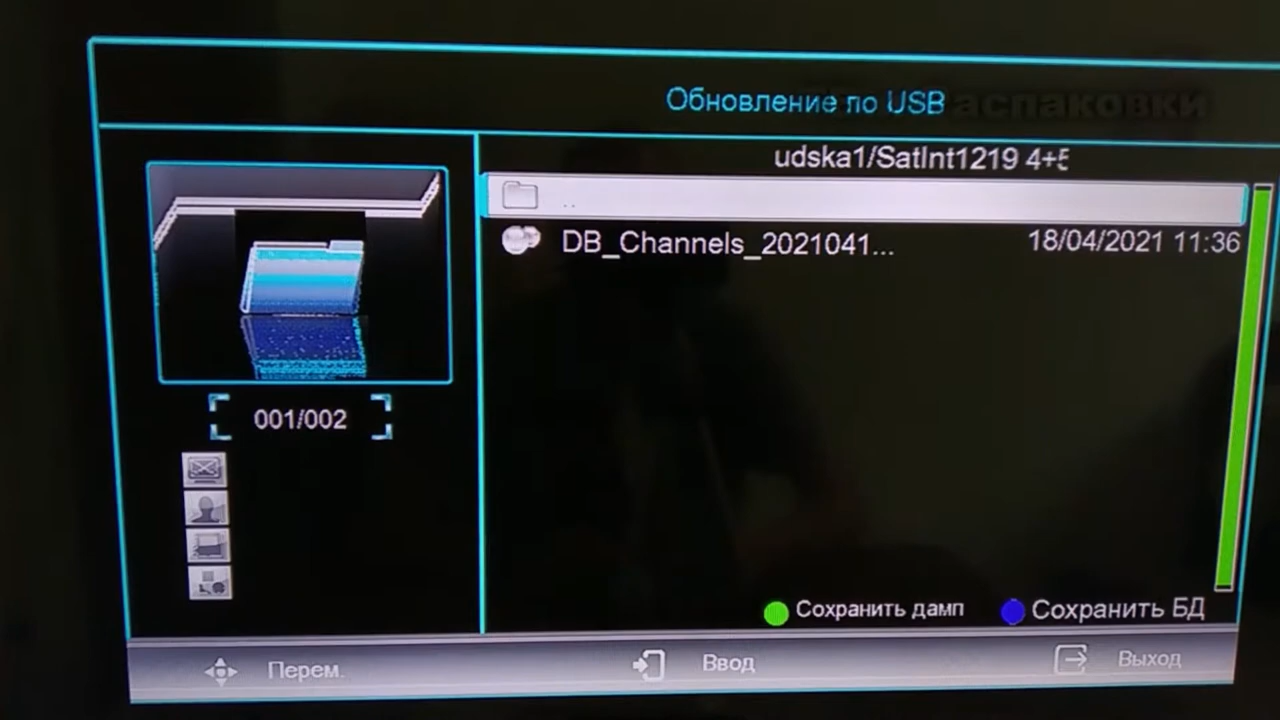 Обновление по USB
аспаковки
udska1/SatInt1219 4+5
..
DB_Channels_2021041... 18/04/2021 11:36
001/002
Сохранить дамп Сохранить БД
Перем. Ввод Выход